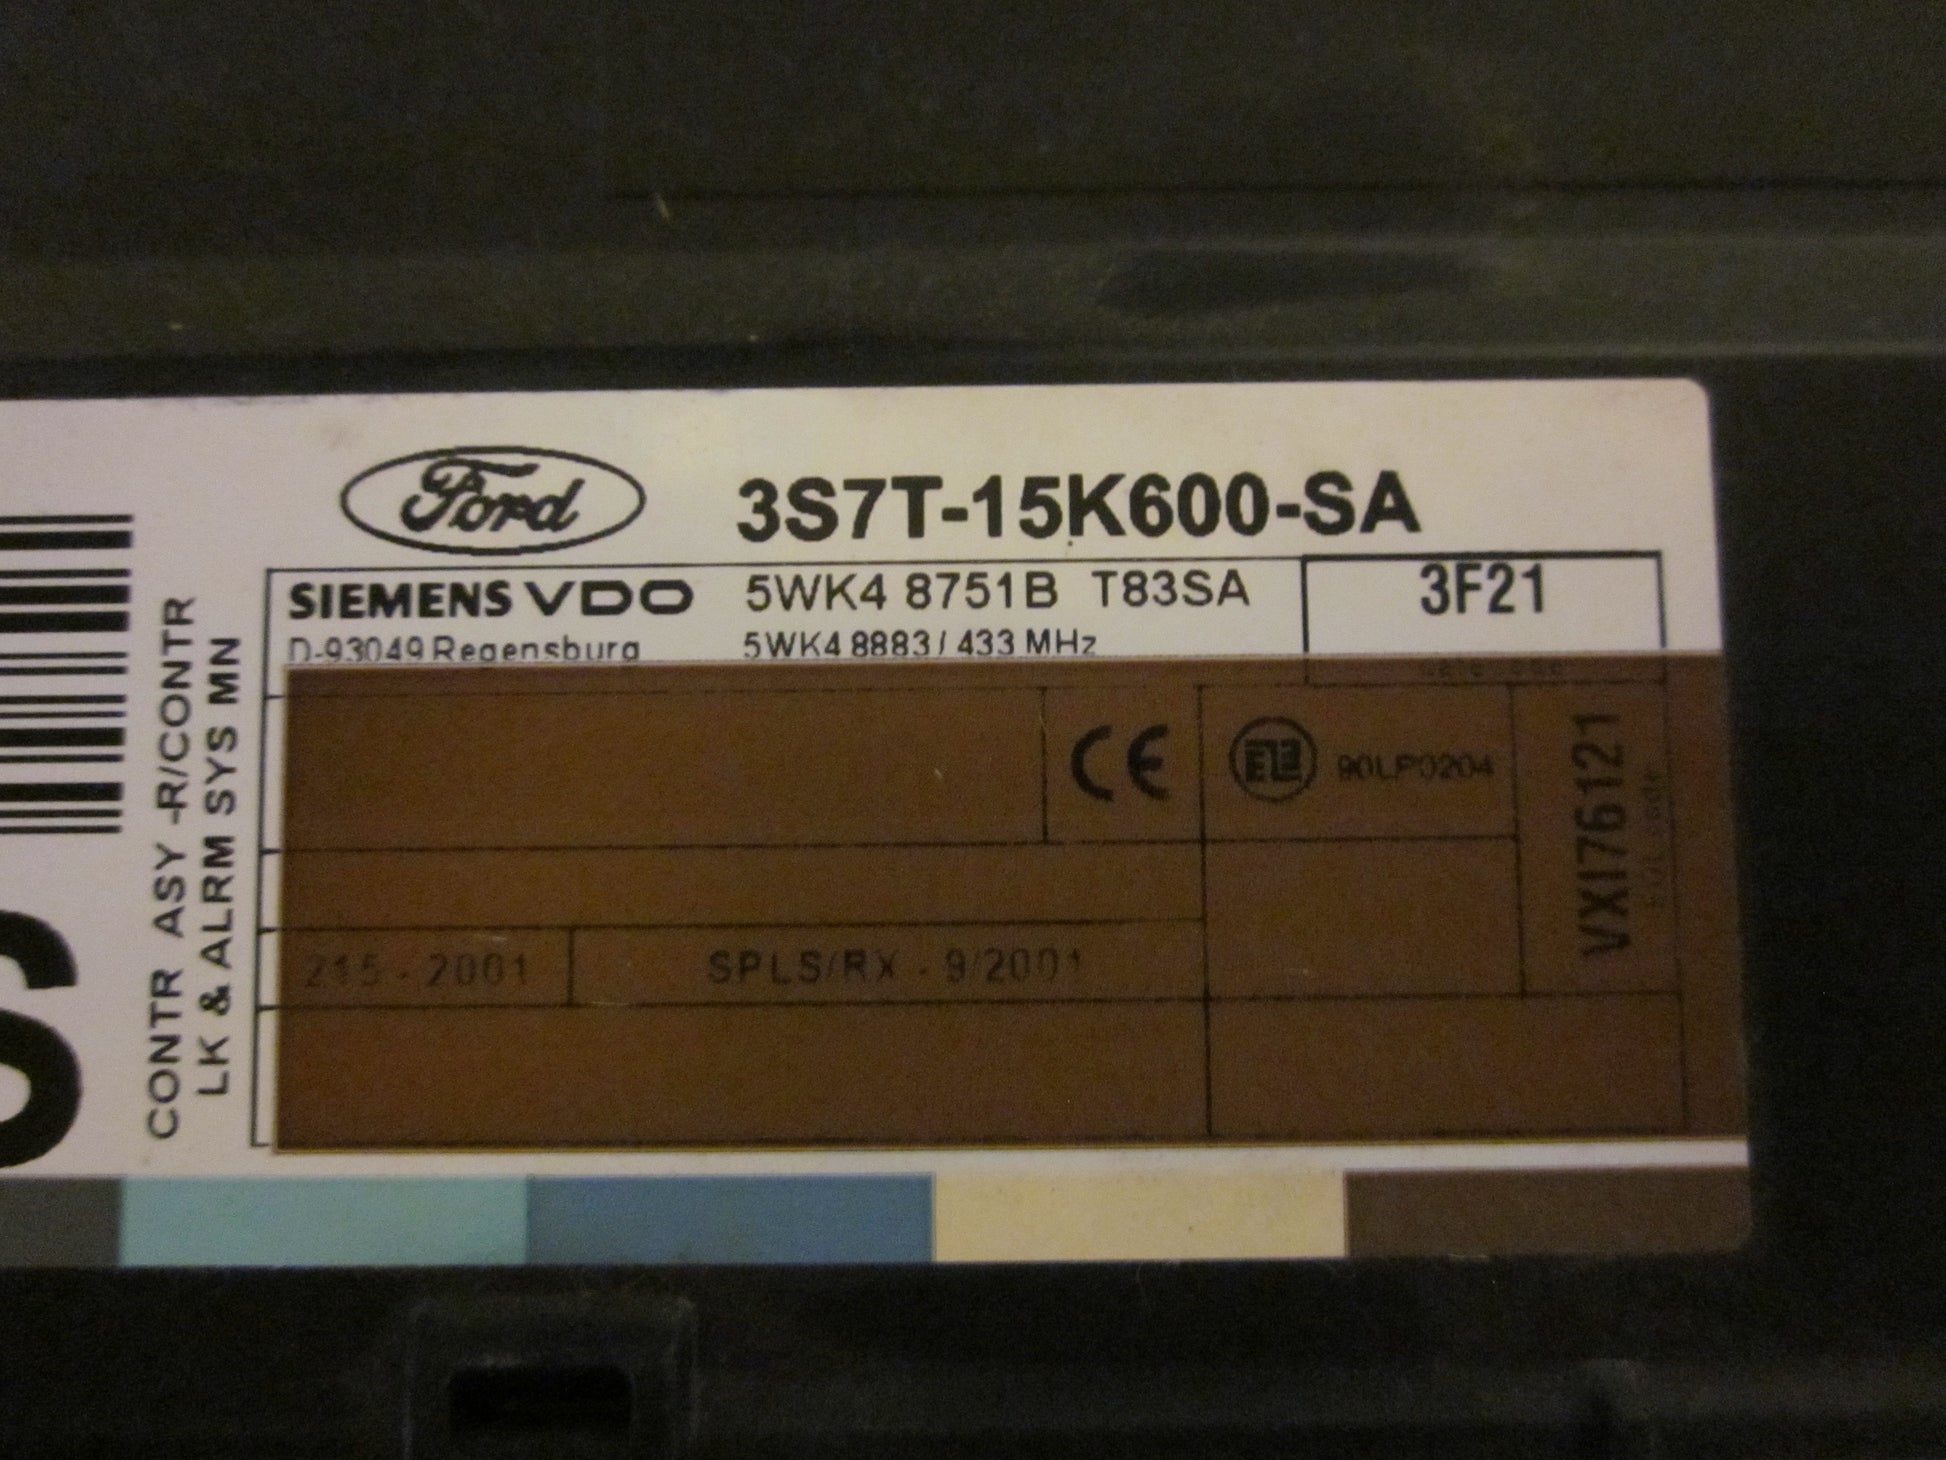 Ford
3S7T-15K600-SA
SIEMENS VDO 5WK4 8751B T83SA
3F21
D-93049 Regensburg 5WK4 8883 / 433 MHz
CE
90LP0204
VXI76121
215 - 2001
SPLS/RX - 9/2001
CONTR ASY -R/CONTR
LK & ALRM SYS MN
S